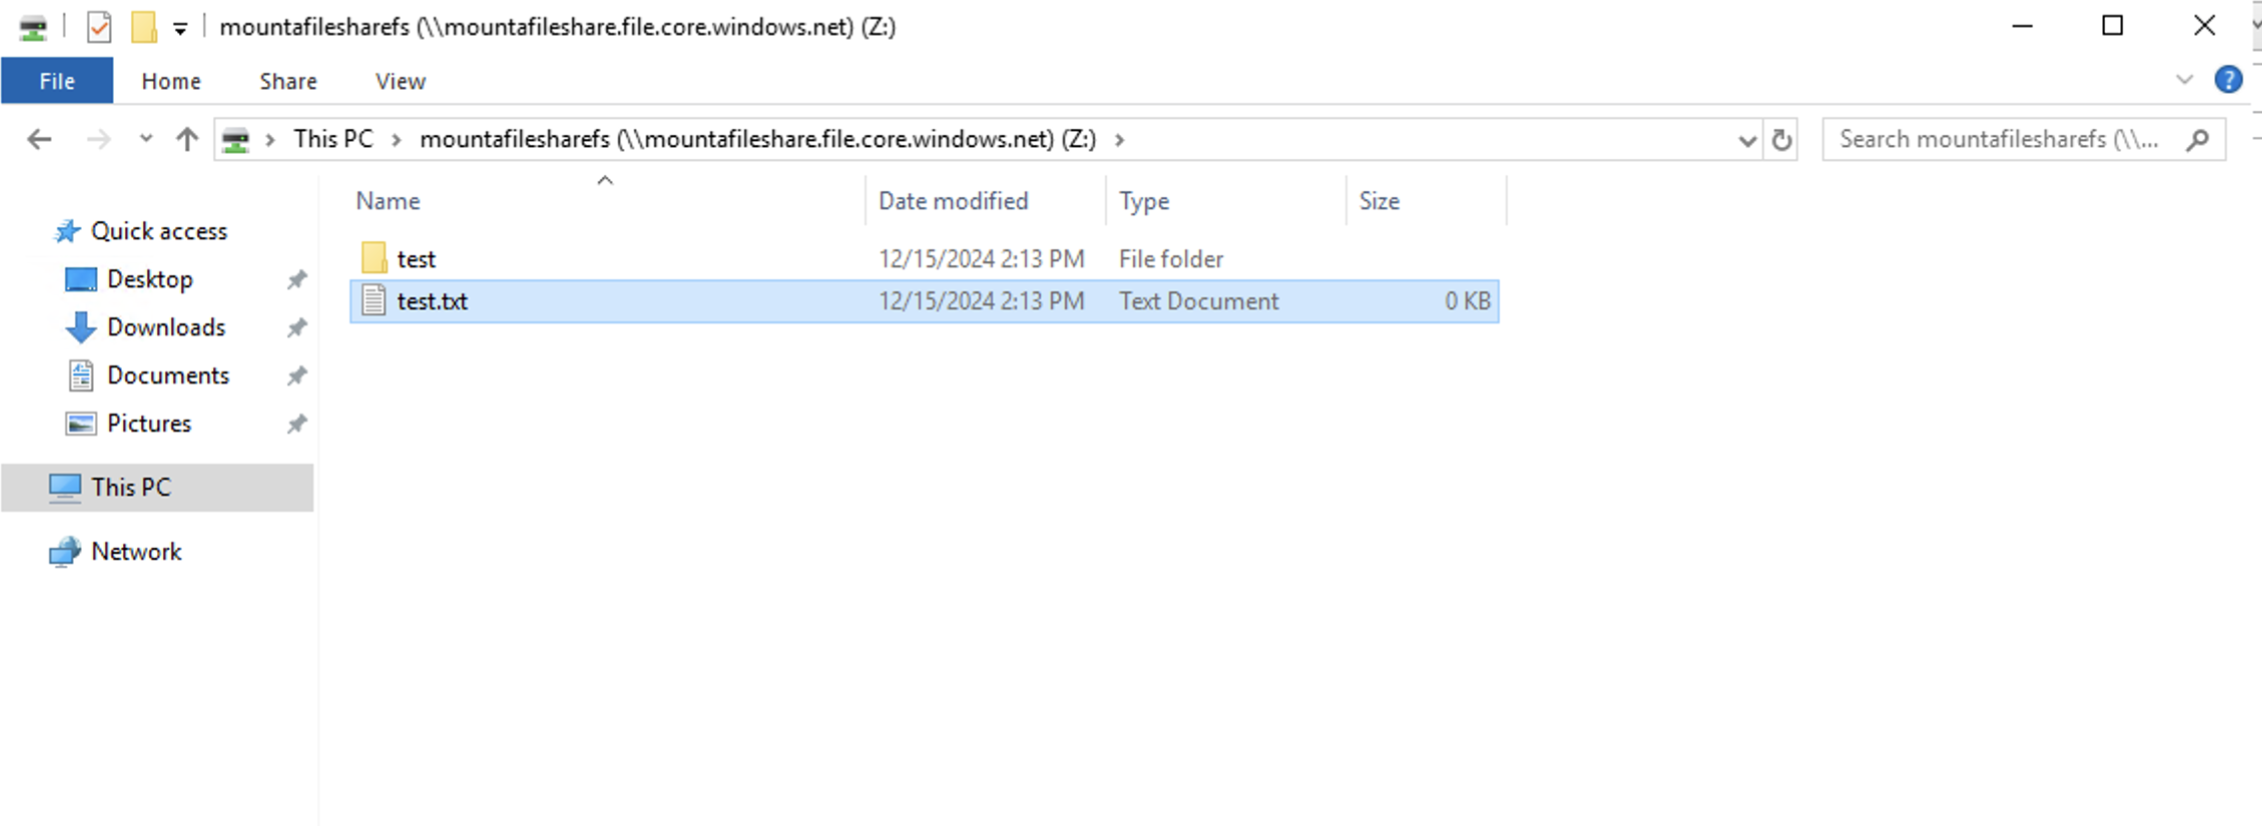 mountafilesharefs (\\mountafileshare.file.core.windows.net) (Z:)
File Home Share View
?
This PC mountafilesharefs (\\mountafileshare.file.core.windows.net) (Z:)
Search mountafilesharefs (\\...
Name Date modified Type Size
Quick access
Desktop
Downloads
Documents
Pictures
This PC
Network
test 12/15/2024 2:13 PM File folder
test.txt 12/15/2024 2:13 PM Text Document 0 KB